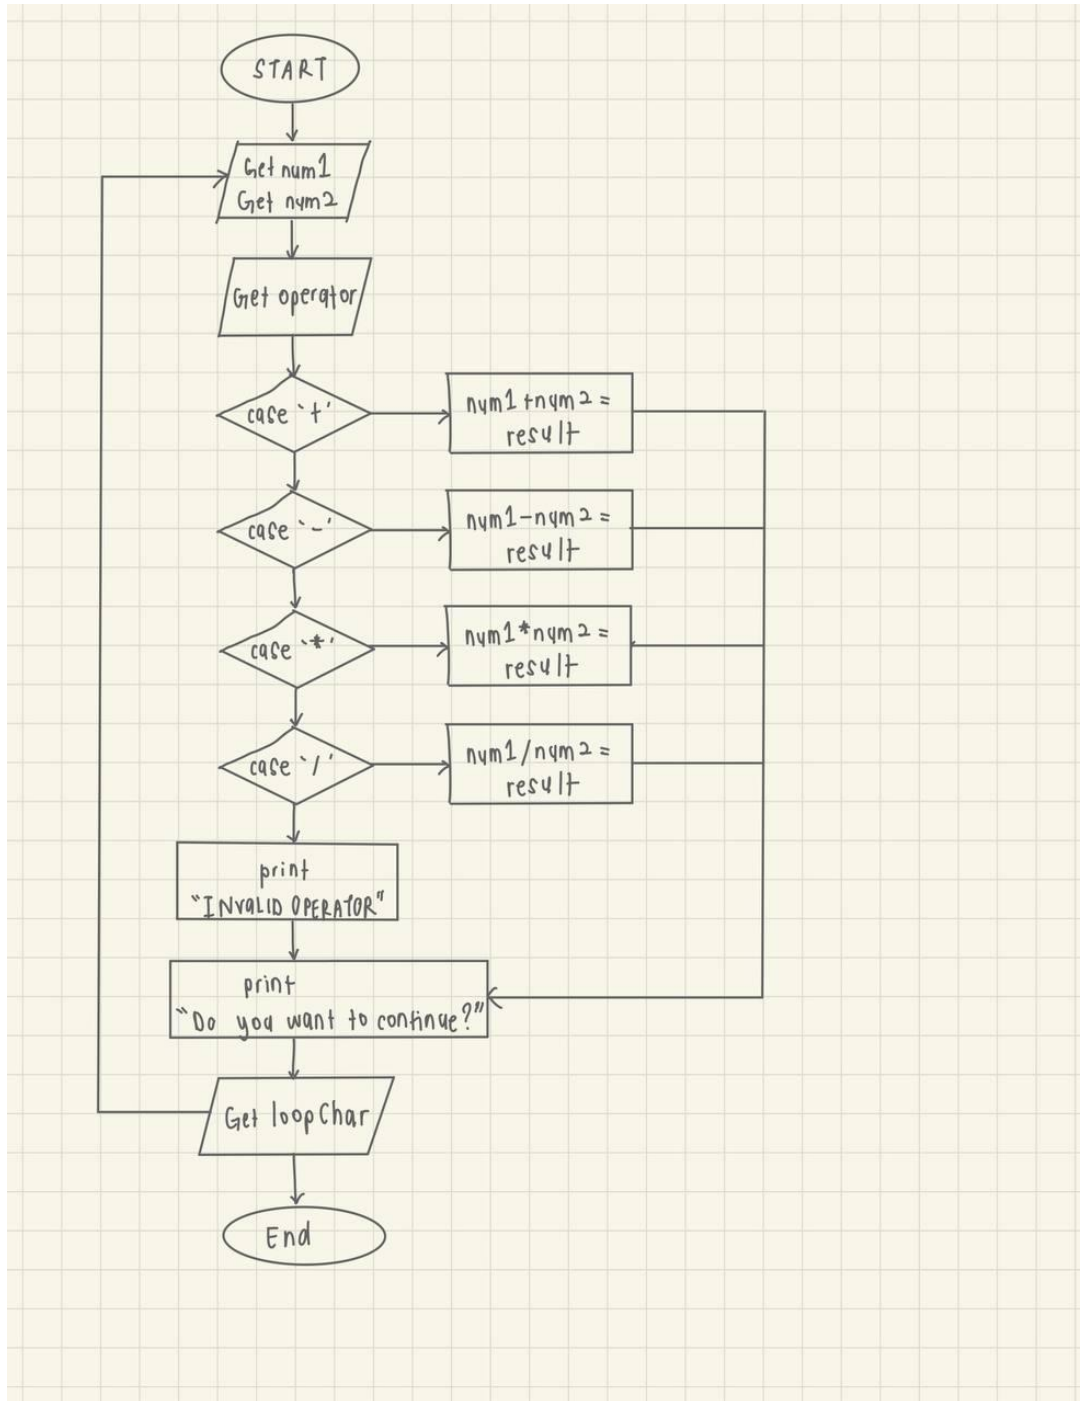 START
Get num1
Get num2
Get operator
case '+'
num1+num2 =
result
case '-'
num1-num2 =
result
case '*'
num1*num2 =
result
case '/'
num1/num2 =
result
print
"INVALID OPERATOR"
print
"Do you want to continue?"
Get loopChar
End